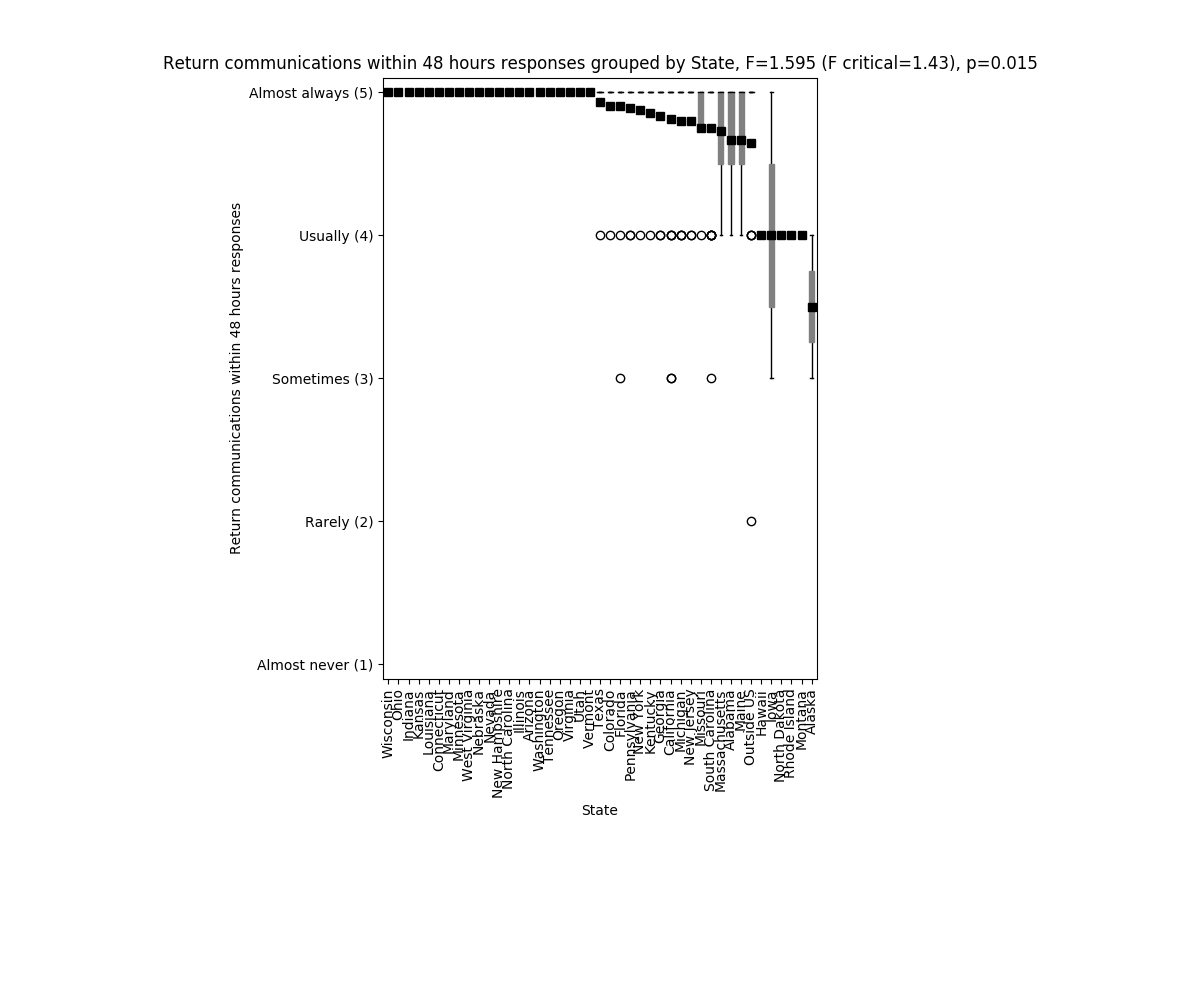 Return communications within 48 hours responses grouped by State, F=1.595 (F critical=1.43), p=0.015
Return communications within 48 hours responses
Almost always (5)
Usually (4)
Sometimes (3)
Rarely (2)
Almost never (1)
Wisconsin
Ohio
Indiana
Kansas
Louisiana
Connecticut
Maryland
Minnesota
West Virginia
Nebraska
Nevada
New Hampshire
North Carolina
Illinois
Arizona
Washington
Tennessee
Oregon
Virginia
Utah
Vermont
Texas
Colorado
Florida
Pennsylvania
New York
Kentucky
Georgia
California
Michigan
New Jersey
Missouri
South Carolina
Massachusetts
Alabama
Maine
Outside US
Hawaii
Iowa
North Dakota
Rhode Island
Montana
Alaska
State